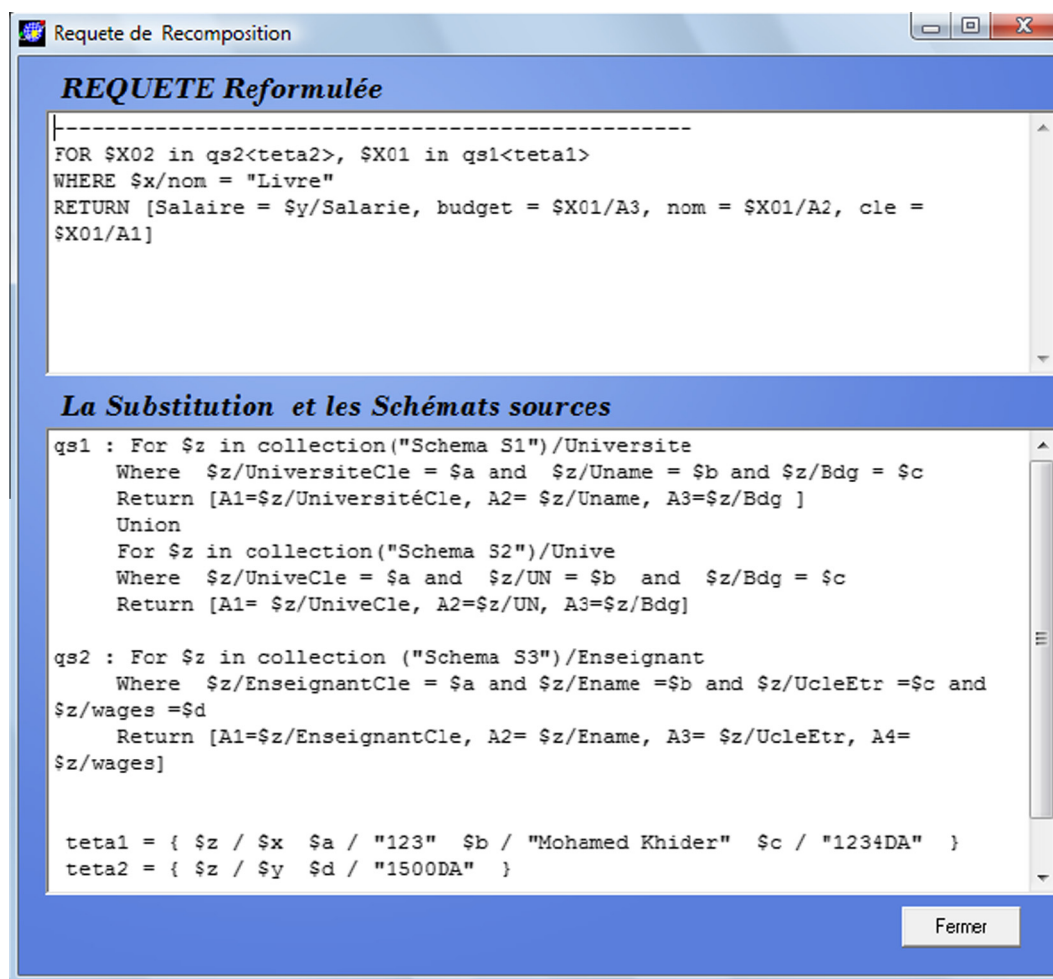 Requete de Recomposition
REQUETE Reformulée
---------------------------------------------------
FOR $X02 in qs2<teta2>, $X01 in qs1<teta1>
WHERE $x/nom = "Livre"
RETURN [Salaire = $y/Salarie, budget = $X01/A3, nom = $X01/A2, cle =
$X01/A1]
La Substitution et les Schémats sources
qs1 : For $z in collection("Schema S1")/Universite
Where $z/UniversiteCle = $a and $z/Uname = $b and $z/Bdg = $c
Return [A1=$z/UniversitéCle, A2= $z/Uname, A3=$z/Bdg ]
Union
For $z in collection("Schema S2")/Unive
Where $z/UniveCle = $a and $z/UN = $b and $z/Bdg = $c
Return [A1= $z/UniveCle, A2=$z/UN, A3=$z/Bdg]
qs2 : For $z in collection ("Schema S3")/Enseignant
Where $z/EnseignantCle = $a and $z/Ename =$b and $z/UcleEtr =$c and
$z/wages =$d
Return [A1=$z/EnseignantCle, A2= $z/Ename, A3= $z/UcleEtr, A4=
$z/wages]
teta1 = { $z / $x $a / "123" $b / "Mohamed Khider" $c / "1234DA" }
teta2 = { $z / $y $d / "1500DA" }
Fermer